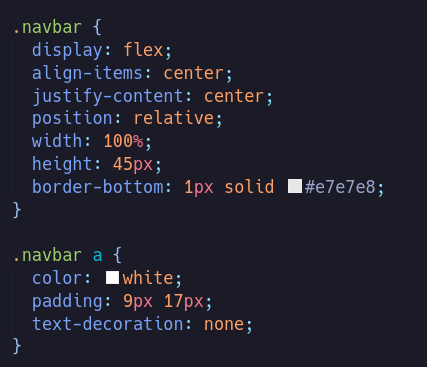 .navbar {
  display: flex;
  align-items: center;
  justify-content: center;
  position: relative;
  width: 100%;
  height: 45px;
  border-bottom: 1px solid #e7e7e8;
}

.navbar a {
  color: white;
  padding: 9px 17px;
  text-decoration: none;
}